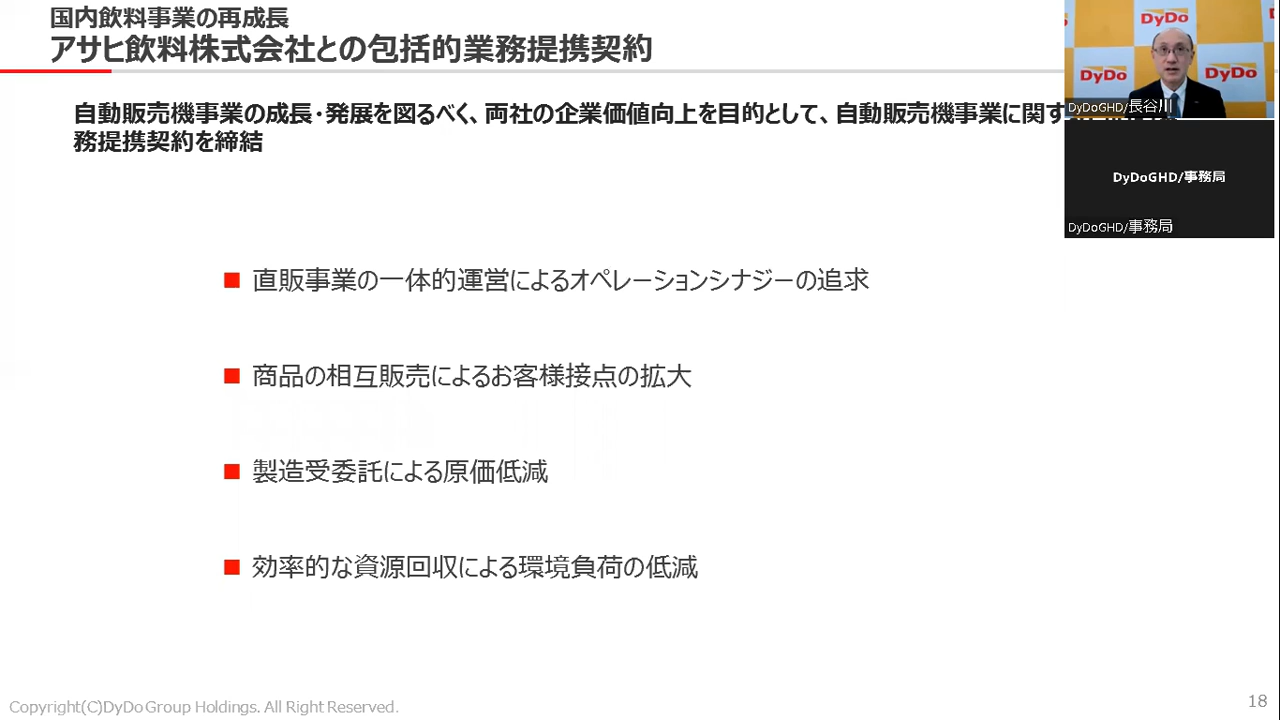 国内飲料事業の再成長
アサヒ飲料株式会社との包括的業務提携契約
自動販売機事業の成長・発展を図るべく、両社の企業価値向上を目的として、自動販売機事業に関す
務提携契約を締結
直販事業の一体的運営によるオペレーションシナジーの追求
商品の相互販売によるお客様接点の拡大
製造受委託による原価低減
効率的な資源回収による環境負荷の低減
Copyright(C)DyDo Group Holdings. All Right Reserved.
18
DyDo
DyDo
DyDo
DyDoGHD/長谷川
DyDoGHD/事務局
DyDoGHD/事務局